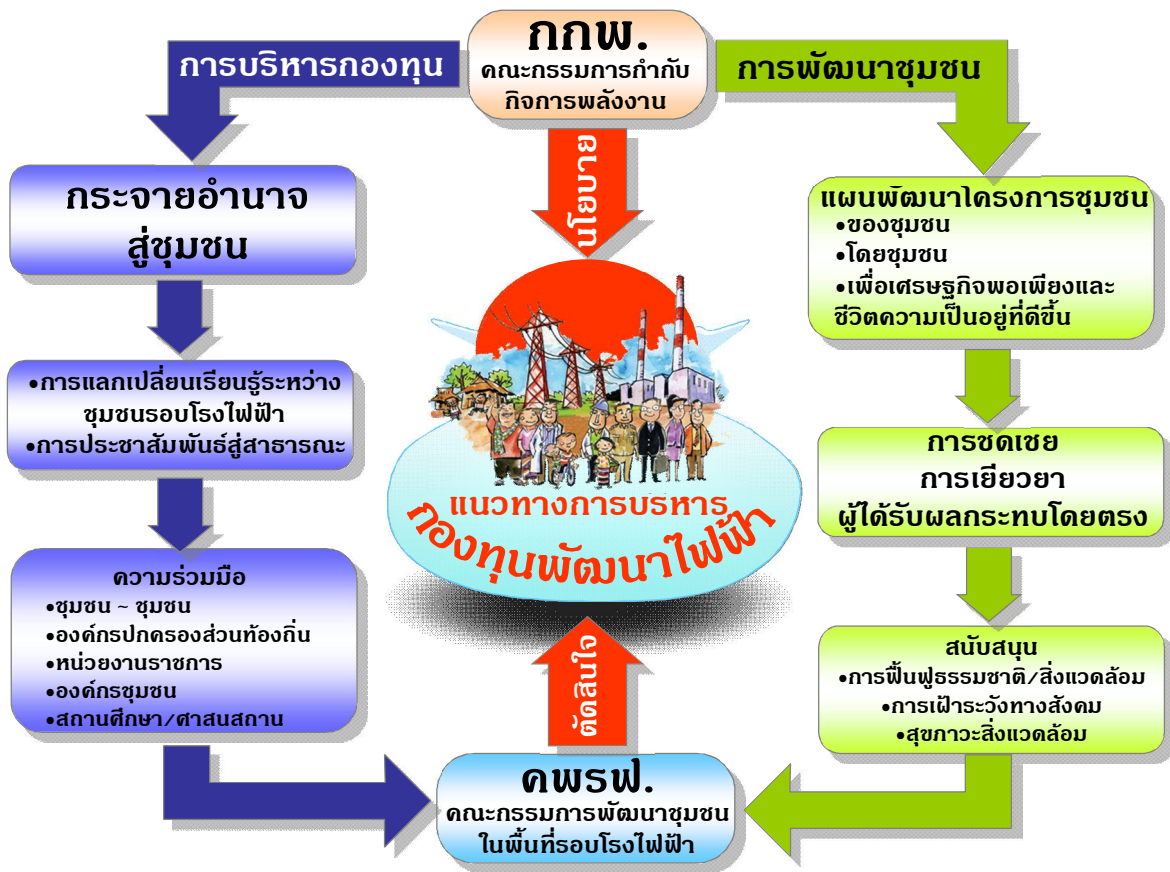 กกพ.
คณะกรรมการกำกับ
กิจการพลังงาน
การบริหารกองทุน
กระจายอำนาจ
สู่ชุมชน
•การแลกเปลี่ยนเรียนรู้ระหว่าง
ชุมชนรอบโรงไฟฟ้า
•การประชาสัมพันธ์สู่สาธารณะ
ความร่วมมือ
•ชุมชน ~ ชุมชน
•องค์กรปกครองส่วนท้องถิ่น
•หน่วยงานราชการ
•องค์กรชุมชน
•สถานศึกษา/ศาสนสถาน
นโยบาย
แนวทางการบริหาร
กองทุนพัฒนาไฟฟ้า
ตัดสินใจ
คพรฟ.
คณะกรรมการพัฒนาชุมชน
ในพื้นที่รอบโรงไฟฟ้า
การพัฒนาชุมชน
แผนพัฒนาโครงการชุมชน
•ของชุมชน
•โดยชุมชน
•เพื่อเศรษฐกิจพอเพียงและ
ชีวิตความเป็นอยู่ที่ดีขึ้น
การชดเชย
การเยียวยา
ผู้ได้รับผลกระทบโดยตรง
สนับสนุน
•การฟื้นฟูธรรมชาติ/สิ่งแวดล้อม
•การเฝ้าระวังทางสังคม
•สุขภาวะสิ่งแวดล้อม